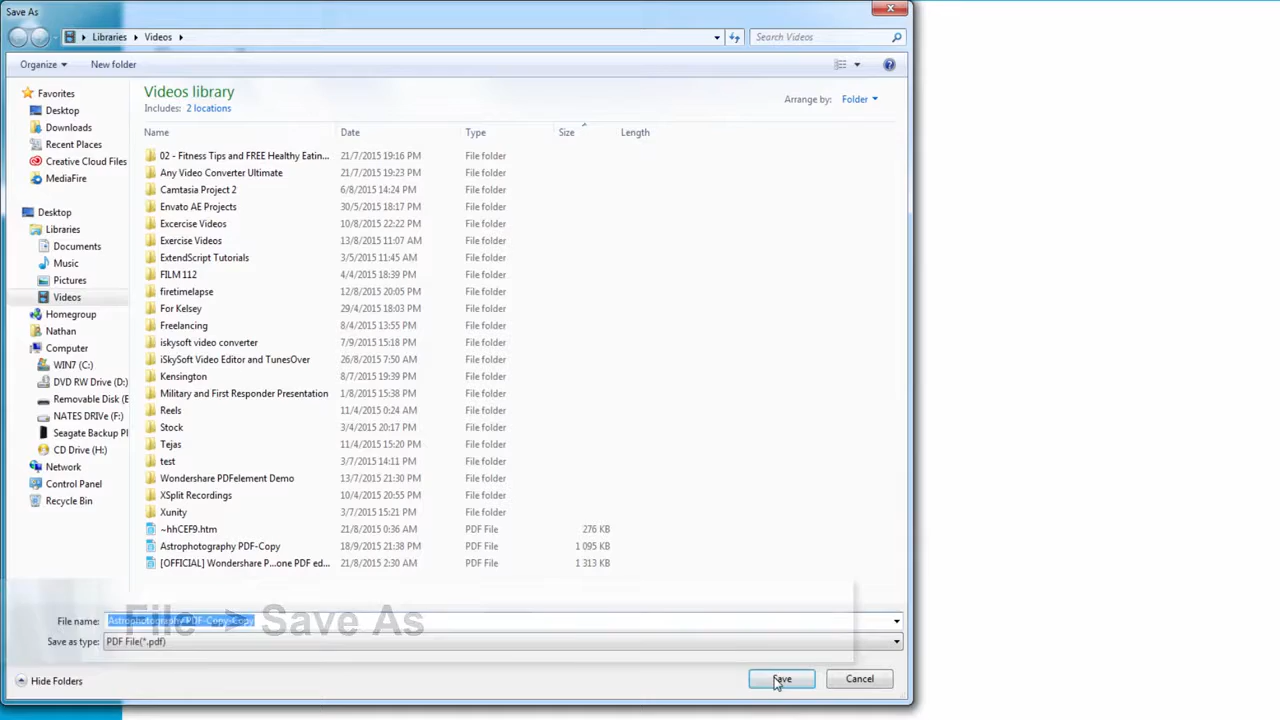 Save As
Libraries Videos Search Videos
Organize New folder
Videos library
Includes: 2 locations
Arrange by: Folder
Name Date Type Size Length
Favorites
Desktop
Downloads
Recent Places
Creative Cloud Files
MediaFire
Desktop
Libraries
Documents
Music
Pictures
Videos
Homegroup
Nathan
Computer
WIN7 (C:)
DVD RW Drive (D:)
Removable Disk (E
NATES DRIVe (F:)
Seagate Backup Pl
CD Drive (H:)
Network
Control Panel
Recycle Bin
02 - Fitness Tips and FREE Healthy Eatin... 21/7/2015 19:16 PM File folder
Any Video Converter Ultimate 21/7/2015 19:23 PM File folder
Camtasia Project 2 6/8/2015 14:24 PM File folder
Envato AE Projects 30/5/2015 18:17 PM File folder
Excercise Videos 10/8/2015 22:22 PM File folder
Exercise Videos 13/8/2015 11:07 AM File folder
ExtendScript Tutorials 3/5/2015 11:45 AM File folder
FILM 112 4/4/2015 18:39 PM File folder
firetimelapse 12/8/2015 20:05 PM File folder
For Kelsey 29/4/2015 18:03 PM File folder
Freelancing 8/4/2015 13:55 PM File folder
iskysoft video converter 7/9/2015 15:18 PM File folder
iSkySoft Video Editor and TunesOver 26/8/2015 7:50 AM File folder
Kensington 8/7/2015 19:39 PM File folder
Military and First Responder Presentation 1/8/2015 15:38 PM File folder
Reels 11/4/2015 0:24 AM File folder
Stock 3/4/2015 20:17 PM File folder
Tejas 11/4/2015 15:20 PM File folder
test 3/7/2015 14:11 PM File folder
Wondershare PDFelement Demo 13/7/2015 21:30 PM File folder
XSplit Recordings 10/4/2015 20:55 PM File folder
Xunity 3/7/2015 15:21 PM File folder
~hhCEF9.htm 21/8/2015 0:36 AM PDF File 276 KB
Astrophotography PDF-Copy 18/9/2015 21:38 PM PDF File 1 095 KB
[OFFICIAL] Wondershare P...one PDF ed... 21/8/2015 2:30 AM PDF File 1 313 KB
File name: Astrophotography PDF-Copy-Copy
File -> Save As
Save as type: PDF File(*.pdf)
Hide Folders Save Cancel